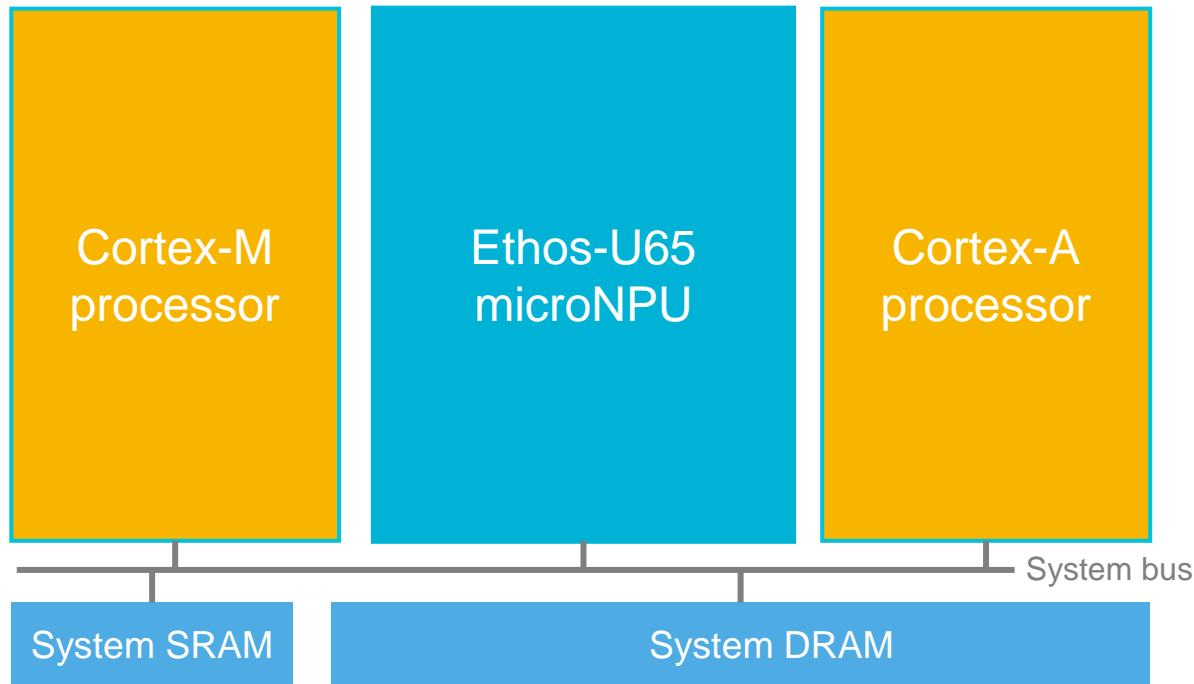 Cortex-M
processor
Ethos-U65
microNPU
Cortex-A
processor
System bus
System SRAM
System DRAM